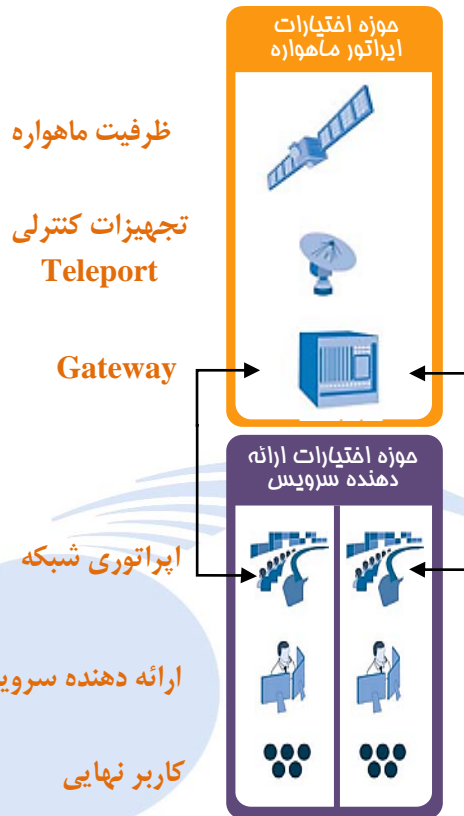 حوزه اختیارات
اپراتور ماهواره
ظرفیت ماهواره
تجهیزات کنترلی
Teleport
Gateway
حوزه اختیارات ارائه
دهنده سرویس
اپراتوری شبکه
ارائه دهنده سرویس
کاربر نهایی